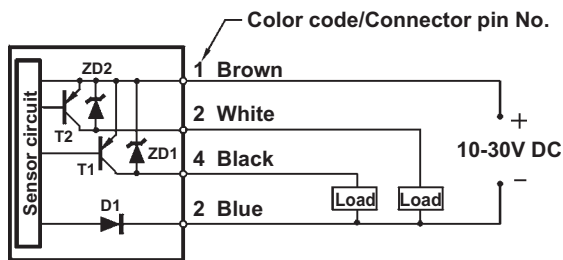 Color code/Connector pin No.
1 Brown
ZD2
2 White
T2
+
10-30V DC
ZD1
4 Black
T1
−
Load
Load
D1
2 Blue
Sensor circuit